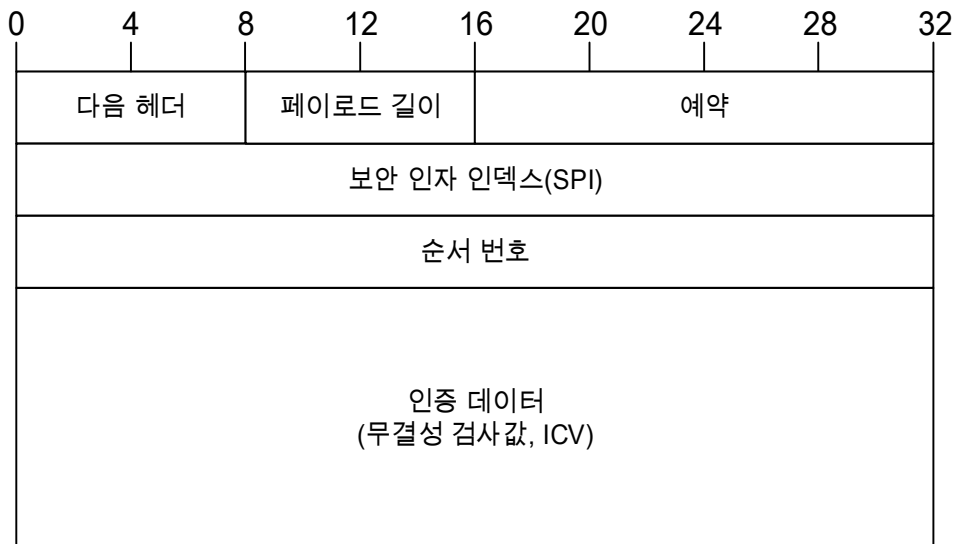 0 4 8 12 16 20 24 28 32
다음 헤더 페이로드 길이 예약
보안 인자 인덱스(SPI)
순서 번호
인증 데이터
(무결성 검사값, ICV)